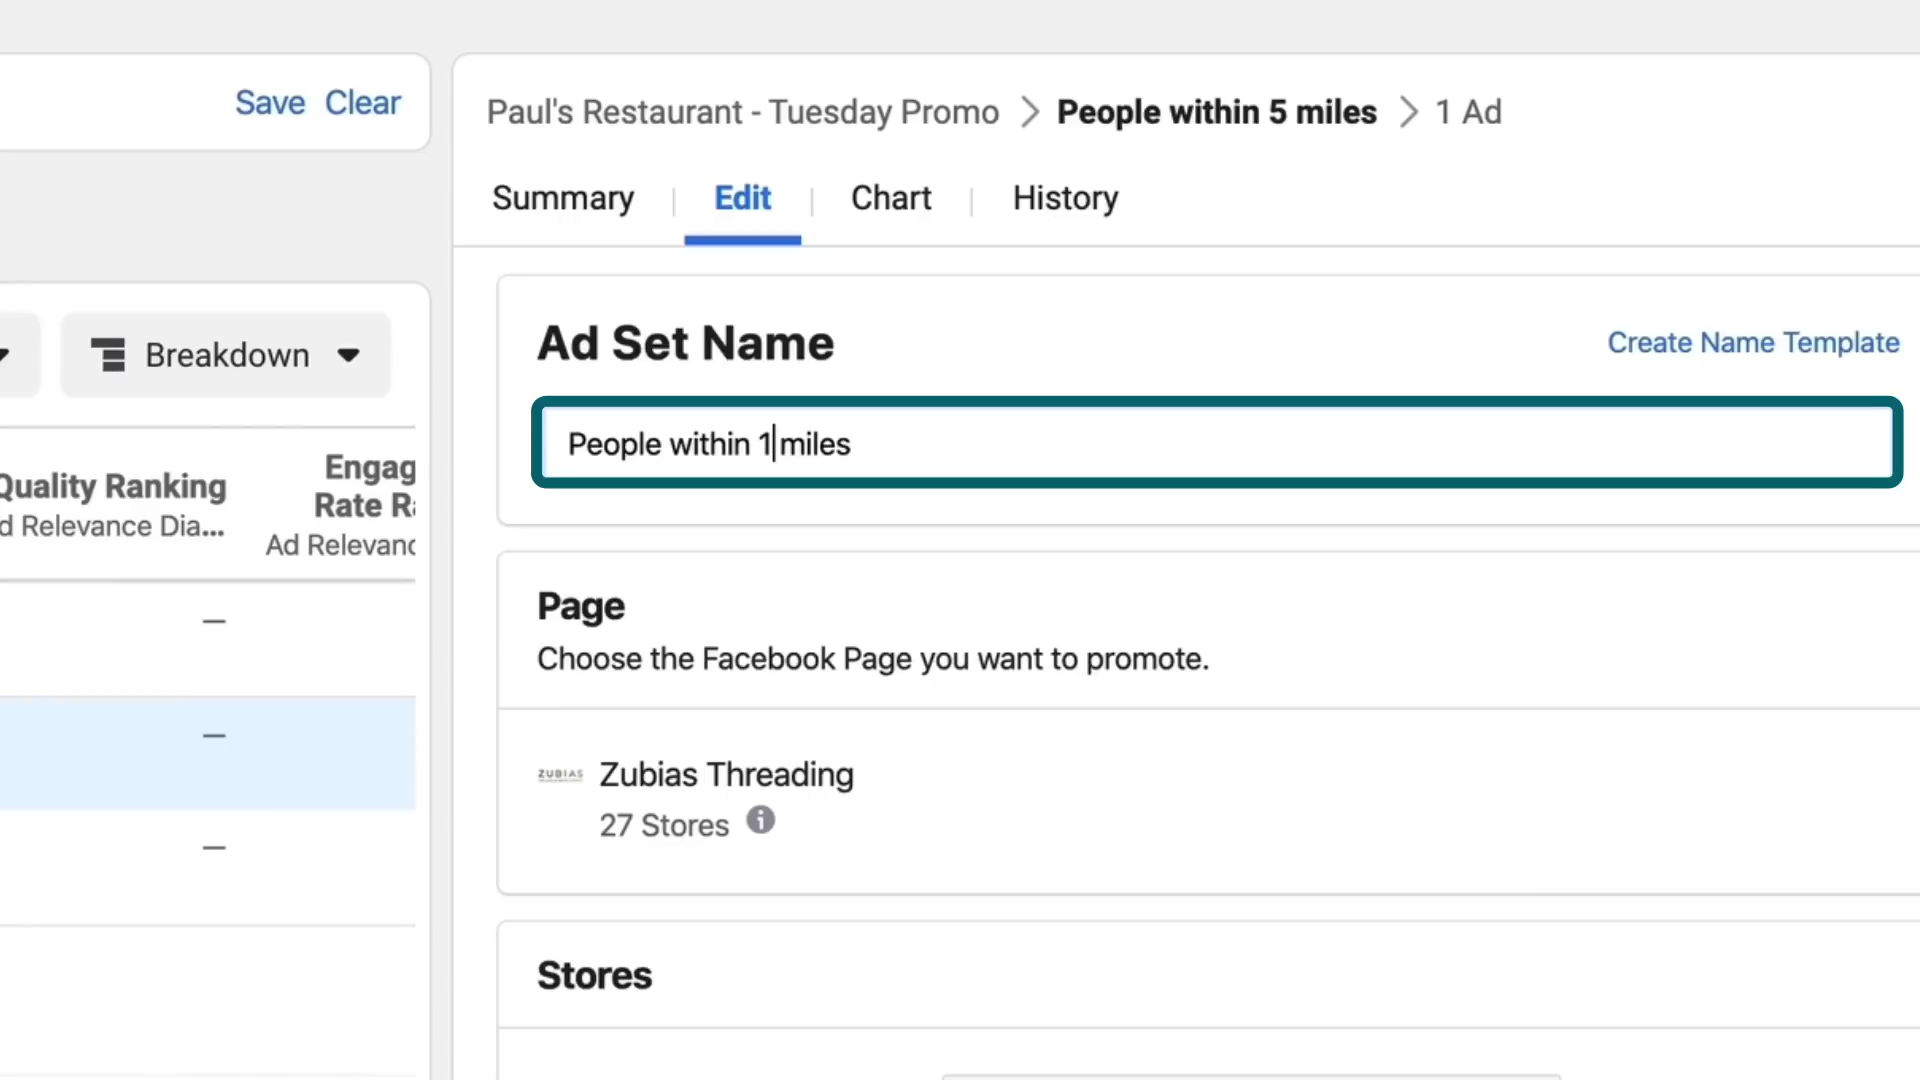 Save Clear
Paul's Restaurant - Tuesday Promo > People within 5 miles > 1 Ad
Summary | Edit | Chart | History
Breakdown
Ad Set Name
Create Name Template
People within 1 miles
Quality Ranking
d Relevance Dia...
Engag
Rate Ra
Ad Relevanc
Page
Choose the Facebook Page you want to promote.
ZUBIAS
Zubias Threading
27 Stores
Stores